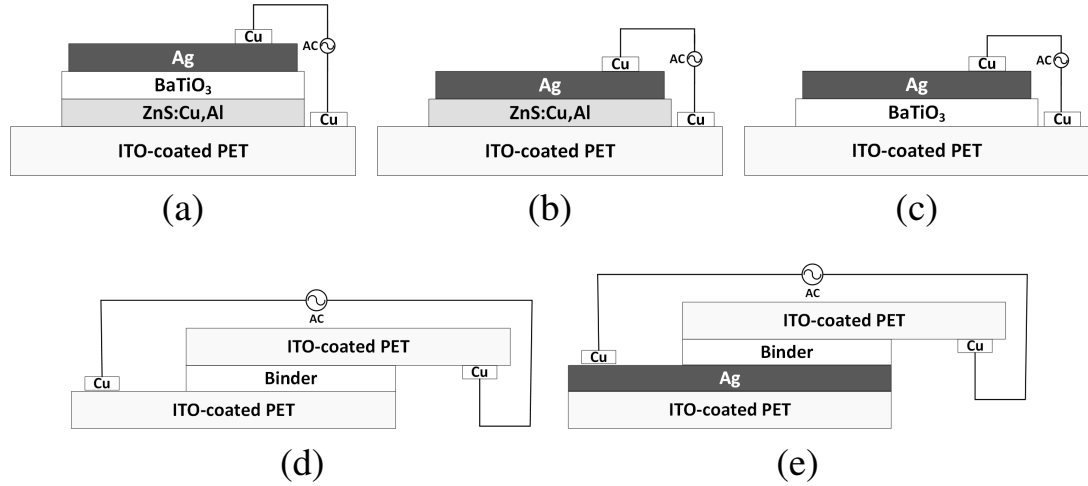 Cu
AC
Ag
BaTiO₃
ZnS:Cu,Al
Cu
ITO-coated PET
(a)
Cu
AC
Ag
ZnS:Cu,Al
Cu
ITO-coated PET
(b)
Cu
AC
Ag
BaTiO₃
Cu
ITO-coated PET
(c)
AC
ITO-coated PET
Cu
Binder
Cu
ITO-coated PET
(d)
AC
ITO-coated PET
Cu
Binder
Cu
Ag
ITO-coated PET
(e)